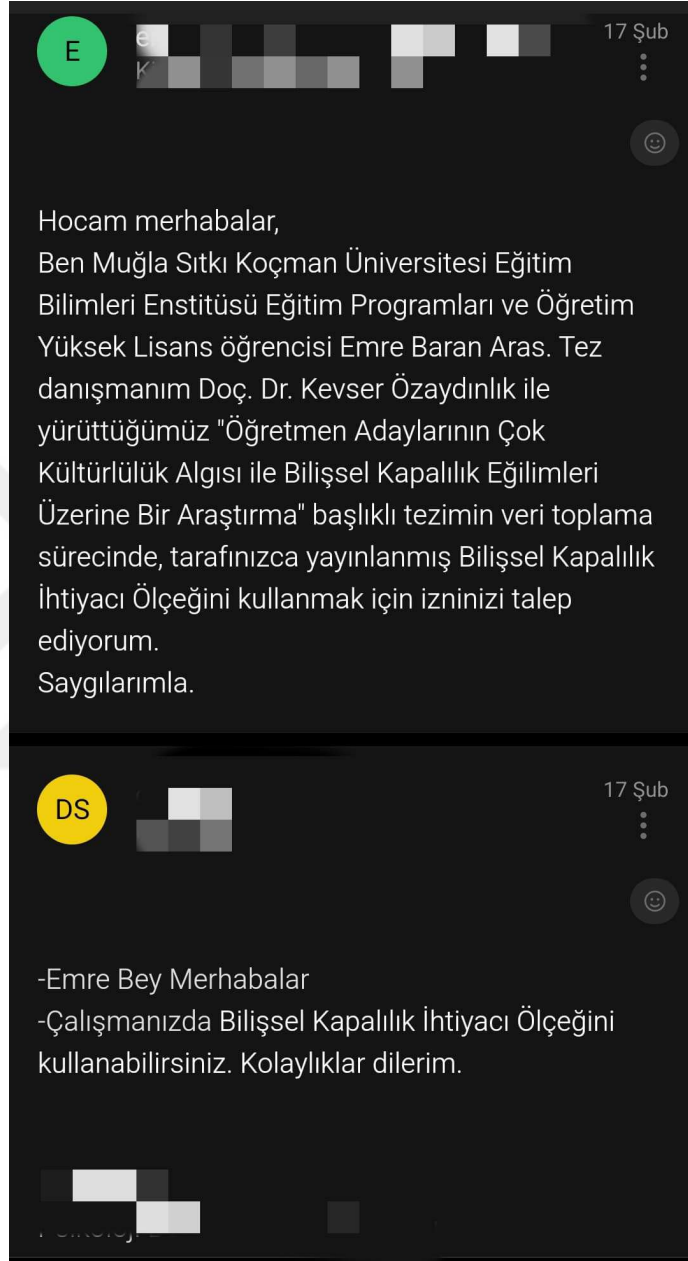 E
17 Şub
Hocam merhabalar,
Ben Muğla Sıtkı Koçman Üniversitesi Eğitim
Bilimleri Enstitüsü Eğitim Programları ve Öğretim
Yüksek Lisans öğrencisi Emre Baran Aras. Tez
danışmanım Doç. Dr. Kevser Özaydınlık ile
yürüttüğümüz "Öğretmen Adaylarının Çok
Kültürlülük Algısı ile Bilişsel Kapalılık Eğilimleri
Üzerine Bir Araştırma" başlıklı tezimin veri toplama
sürecinde, tarafınızca yayınlanmış Bilişsel Kapalılık
İhtiyacı Ölçeğini kullanmak için izninizi talep
ediyorum.
Saygılarımla.
DS
17 Şub
-Emre Bey Merhabalar
-Çalışmanızda Bilişsel Kapalılık İhtiyacı Ölçeğini
kullanabilirsiniz. Kolaylıklar dilerim.